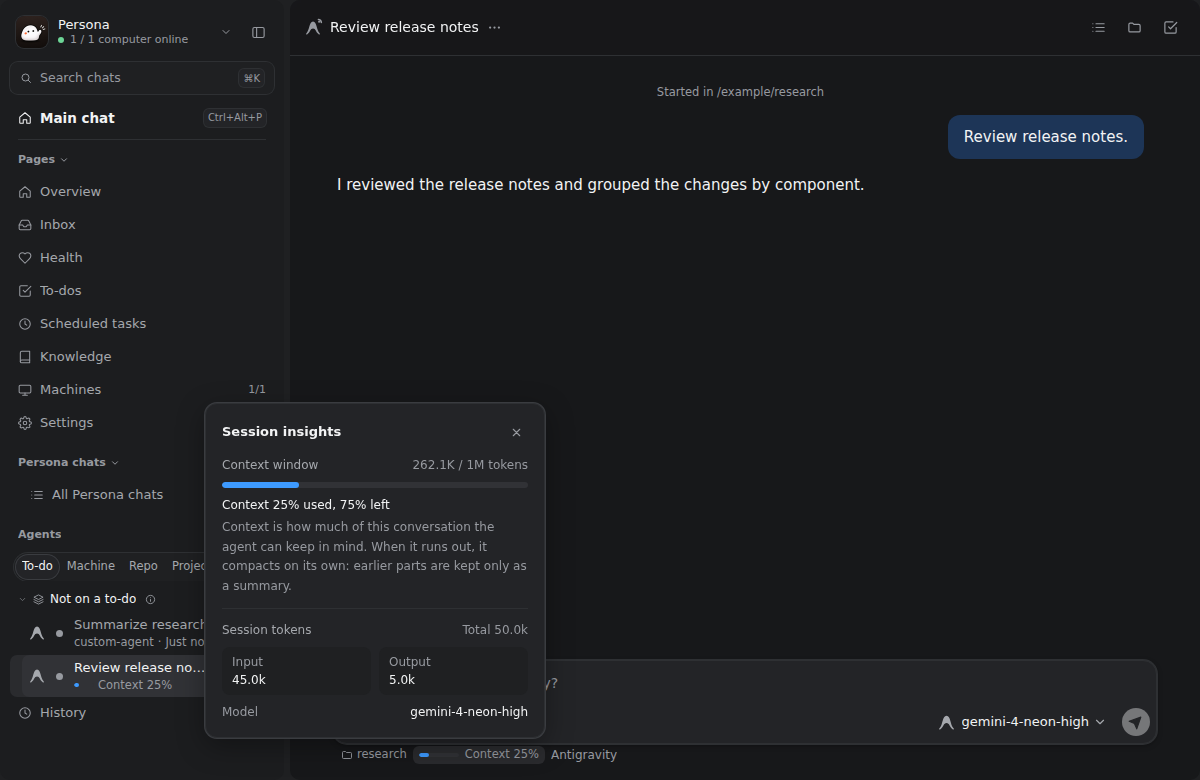 Persona
1 / 1 computer online
Search chats
⌘K
Main chat
Ctrl+Alt+P
Pages
Overview
Inbox
Health
To-dos
Scheduled tasks
Knowledge
Machines
1/1
Settings
Persona chats
All Persona chats
Agents
To-do
Machine
Repo
Projec
Not on a to-do
Summarize research
custom-agent · Just no
Review release no...
Context 25%
History
Review release notes
Started in /example/research
Review release notes.
I reviewed the release notes and grouped the changes by component.
Session insights
Context window
262.1K / 1M tokens
Context 25% used, 75% left
Context is how much of this conversation the
agent can keep in mind. When it runs out, it
compacts on its own: earlier parts are kept only as
a summary.
Session tokens
Total 50.0k
Input
45.0k
Output
5.0k
Model
gemini-4-neon-high
y?
gemini-4-neon-high
research
Context 25%
Antigravity